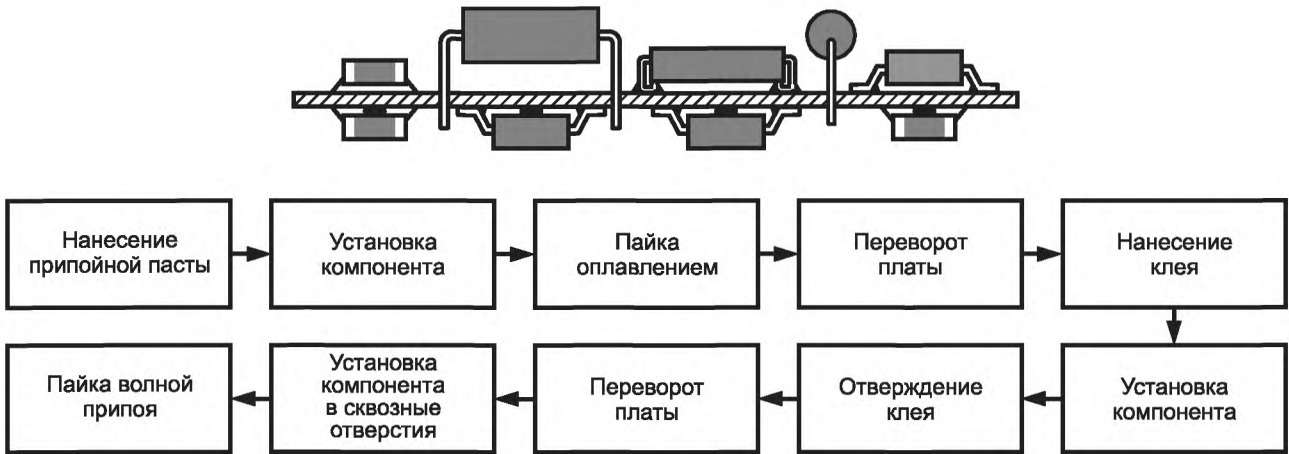 Нанесение
припойной пасты
Установка
компонента
Пайка
оплавлением
Переворот
платы
Нанесение
клея
Установка
компонента
Отверждение
клея
Переворот
платы
Установка
компонента
в сквозные
отверстия
Пайка волной
припоя